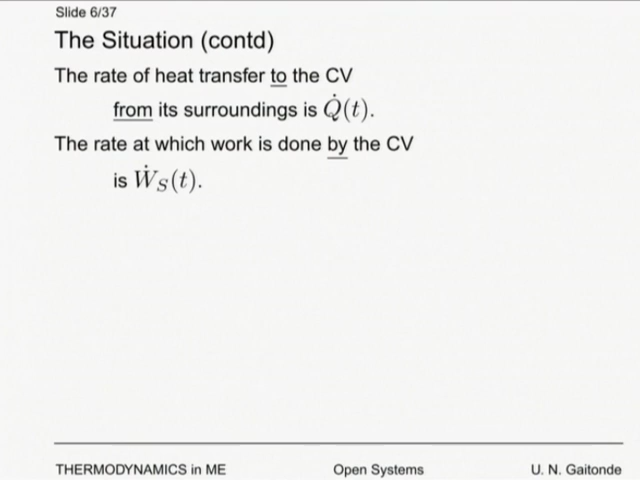 Slide 6/37
The Situation (contd)
The rate of heat transfer to the CV
from its surroundings is Q̇(t).
The rate at which work is done by the CV
is Ẇ_S(t).
THERMODYNAMICS in ME Open Systems U. N. Gaitonde